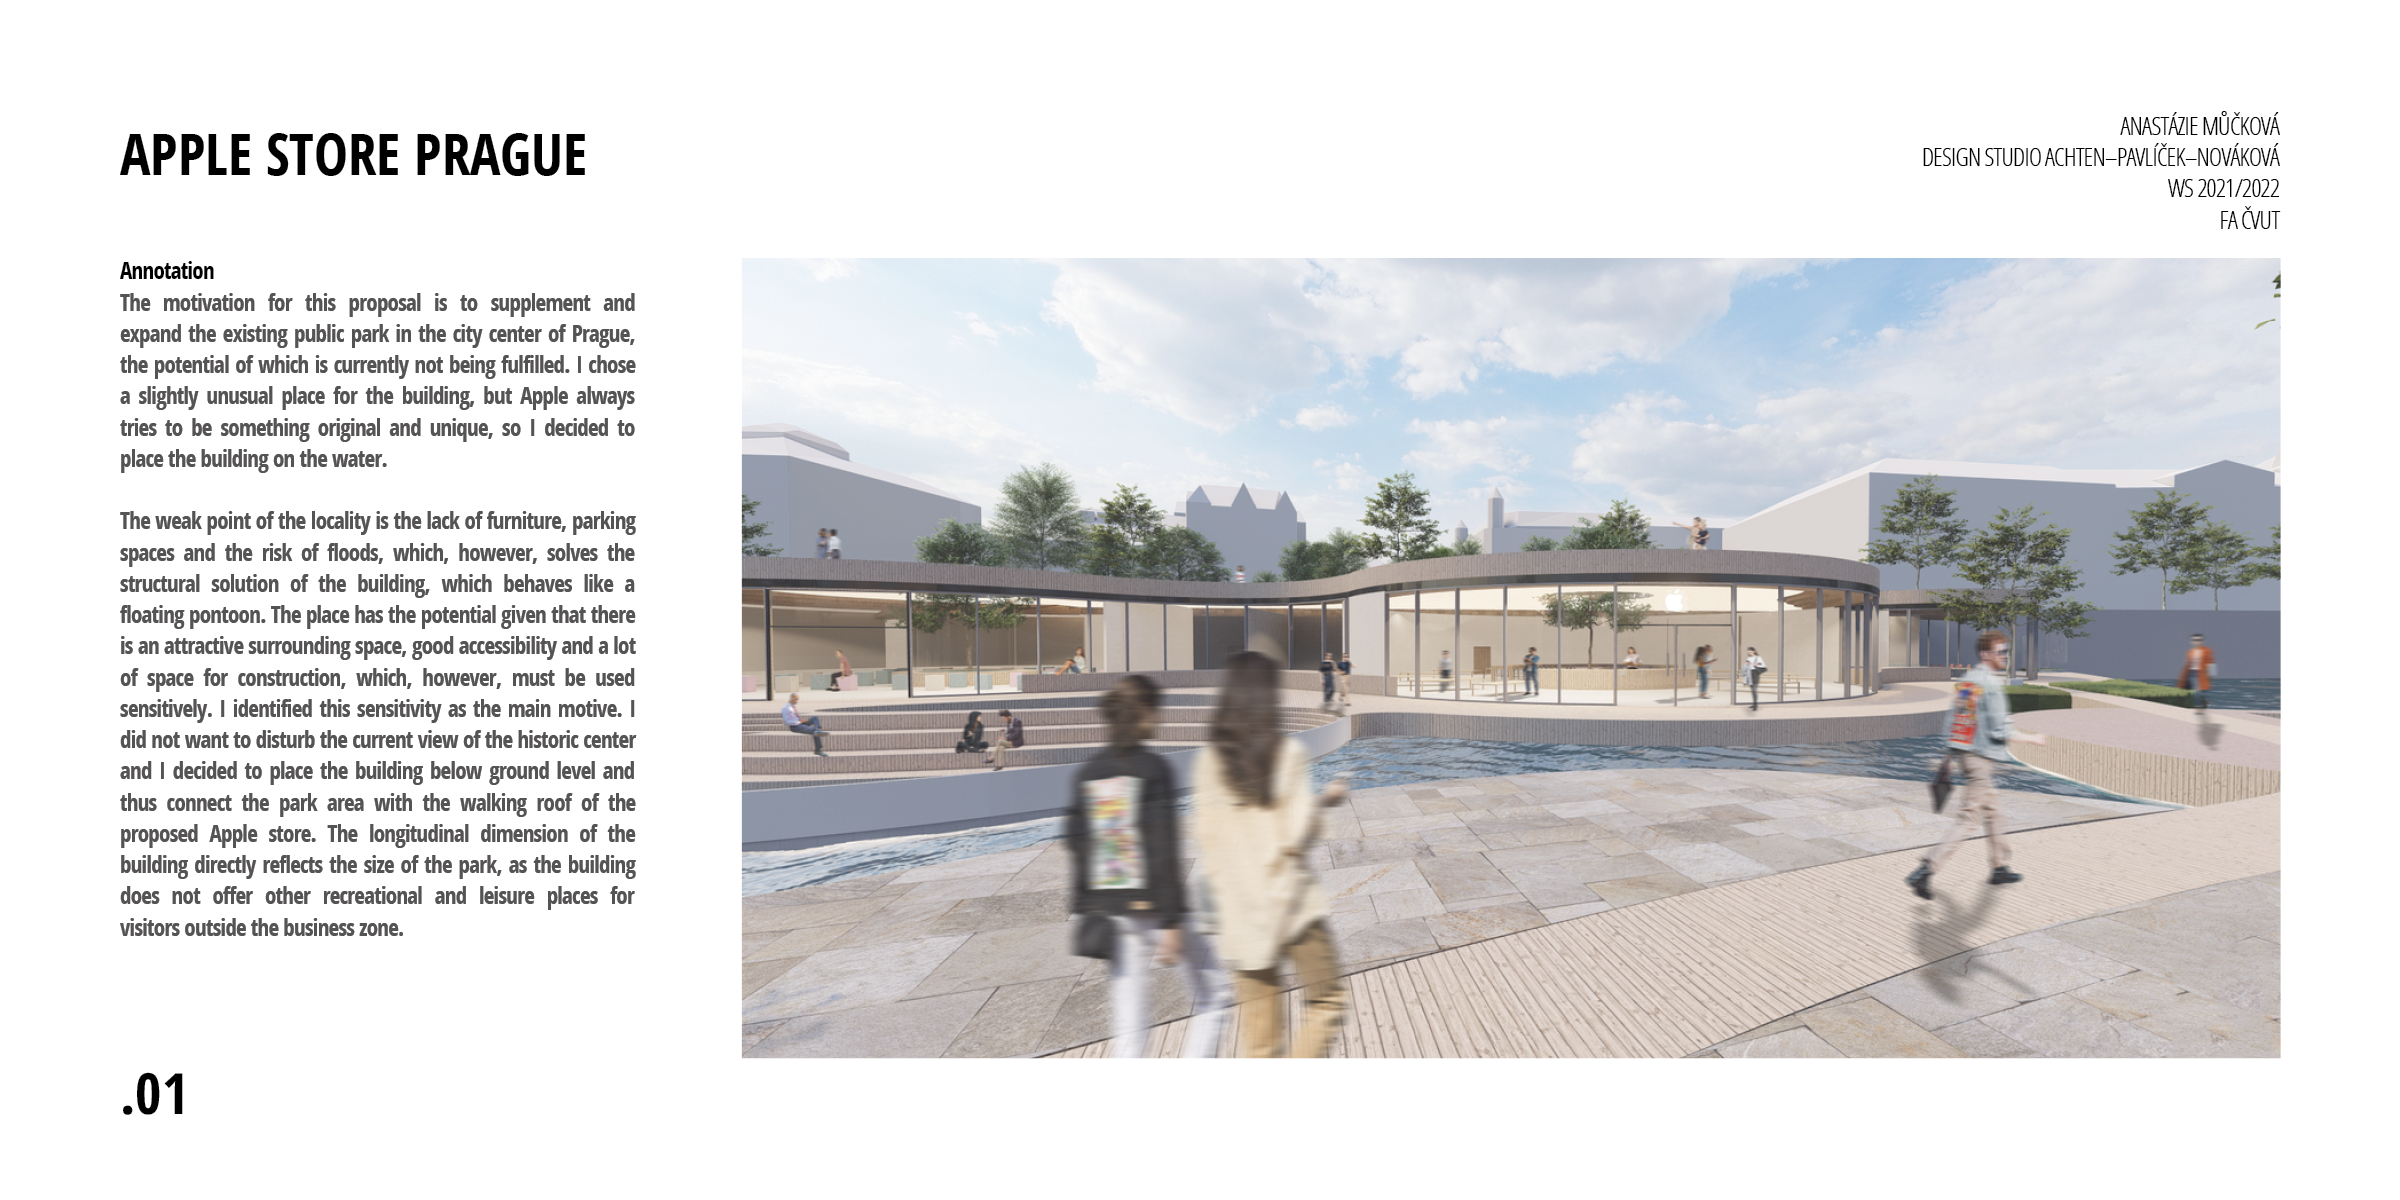 APPLE STORE PRAGUE
ANASTÁZIE MŮČKOVÁ
DESIGN STUDIO ACHTEN–PAVLÍČEK–NOVÁKOVÁ
WS 2021/2022
FA ČVUT
Annotation
The motivation for this proposal is to supplement and
expand the existing public park in the city center of Prague,
the potential of which is currently not being fulfilled. I chose
a slightly unusual place for the building, but Apple always
tries to be something original and unique, so I decided to
place the building on the water.
The weak point of the locality is the lack of furniture, parking
spaces and the risk of floods, which, however, solves the
structural solution of the building, which behaves like a
floating pontoon. The place has the potential given that there
is an attractive surrounding space, good accessibility and a lot
of space for construction, which, however, must be used
sensitively. I identified this sensitivity as the main motive. I
did not want to disturb the current view of the historic center
and I decided to place the building below ground level and
thus connect the park area with the walking roof of the
proposed Apple store. The longitudinal dimension of the
building directly reflects the size of the park, as the building
does not offer other recreational and leisure places for
visitors outside the business zone.
.01